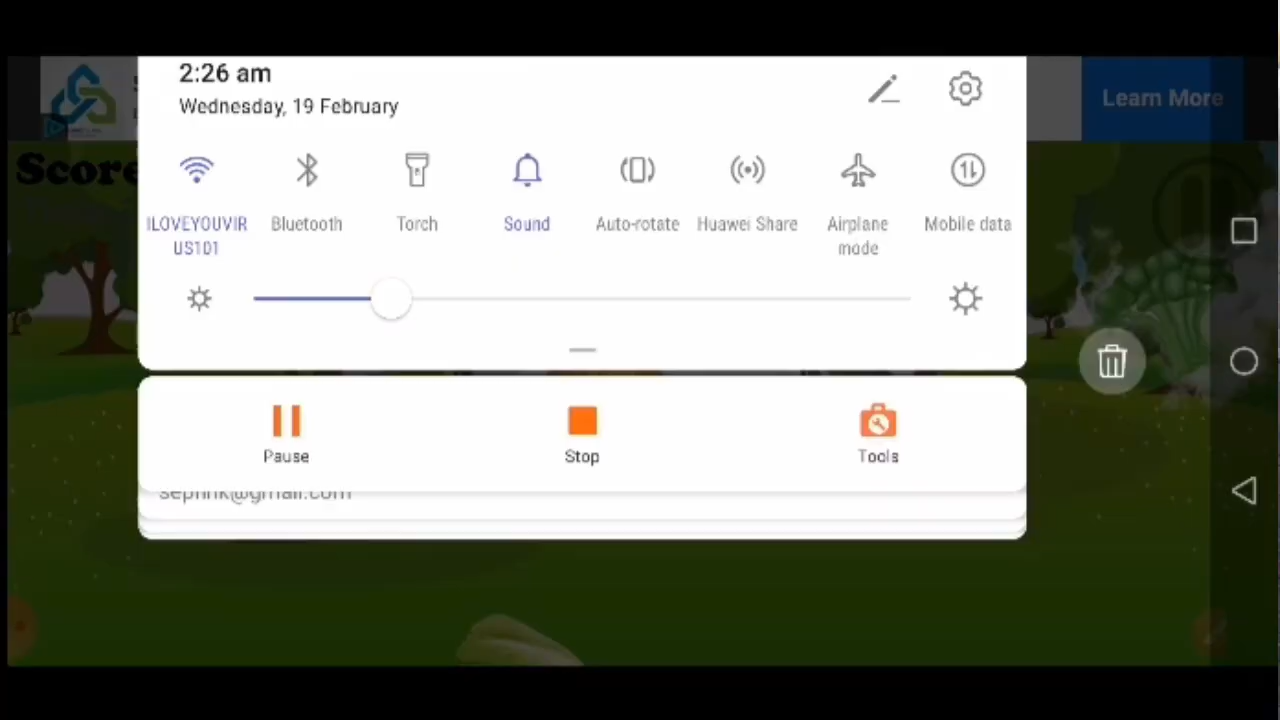 2:26 am
Wednesday, 19 February
Learn More
Score
ILOVEYOUVIR
US101
Bluetooth
Torch
Sound
Auto-rotate
Huawei Share
Airplane
mode
Mobile data
Pause
Stop
Tools